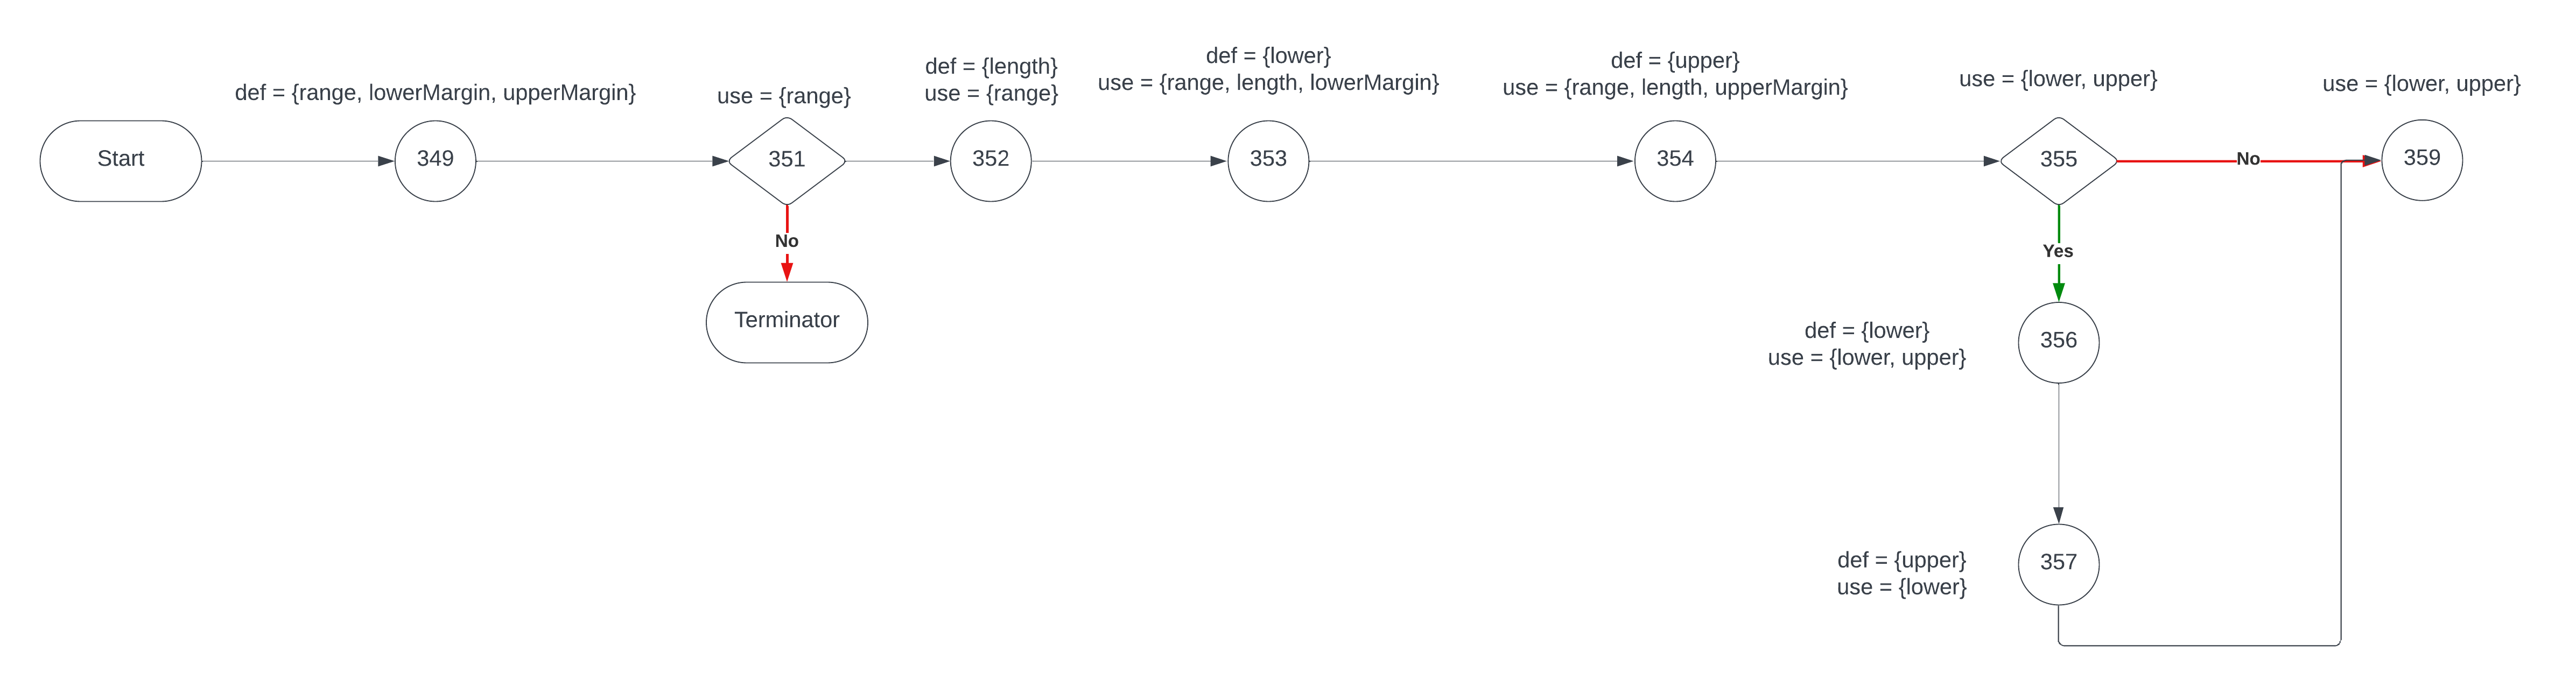 def = {range, lowerMargin, upperMargin}
use = {range}
def = {length}
use = {range}
def = {lower}
use = {range, length, lowerMargin}
def = {upper}
use = {range, length, upperMargin}
use = {lower, upper}
use = {lower, upper}
Start
349
351
352
353
354
355
No
359
No
Yes
Terminator
def = {lower}
use = {lower, upper}
356
def = {upper}
use = {lower}
357